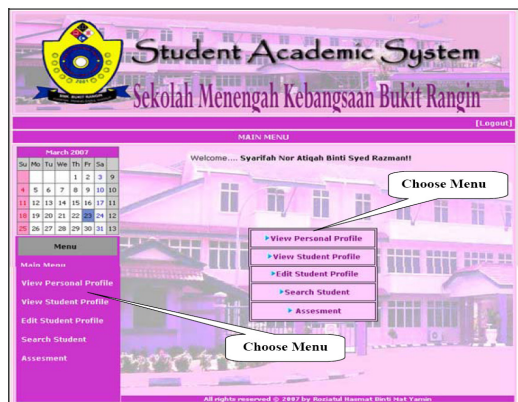 Student Academic System
Sekolah Menengah Kebangsaan Bukit Rangin
[Logout]
MAIN MENU
March 2007
Su Mo Tu We Th Fr Sa
1 2 3 9
4 5 6 7 8 9 10 10
11 12 13 14 15 16 17 11
18 19 20 21 22 23 24 12
25 26 27 28 29 30 31 13
Menu
Main Menu
View Personal Profile
View Student Profile
Edit Student Profile
Search Student
Assesment
Welcome.... Syarifah Nor Atiqah Binti Syed Razman!!
Choose Menu
View Personal Profile
View Student Profile
Edit Student Profile
Search Student
Assesment
Choose Menu
All rights reserved © 2007 by Roziatul Hasmat Binti Mat Yamin